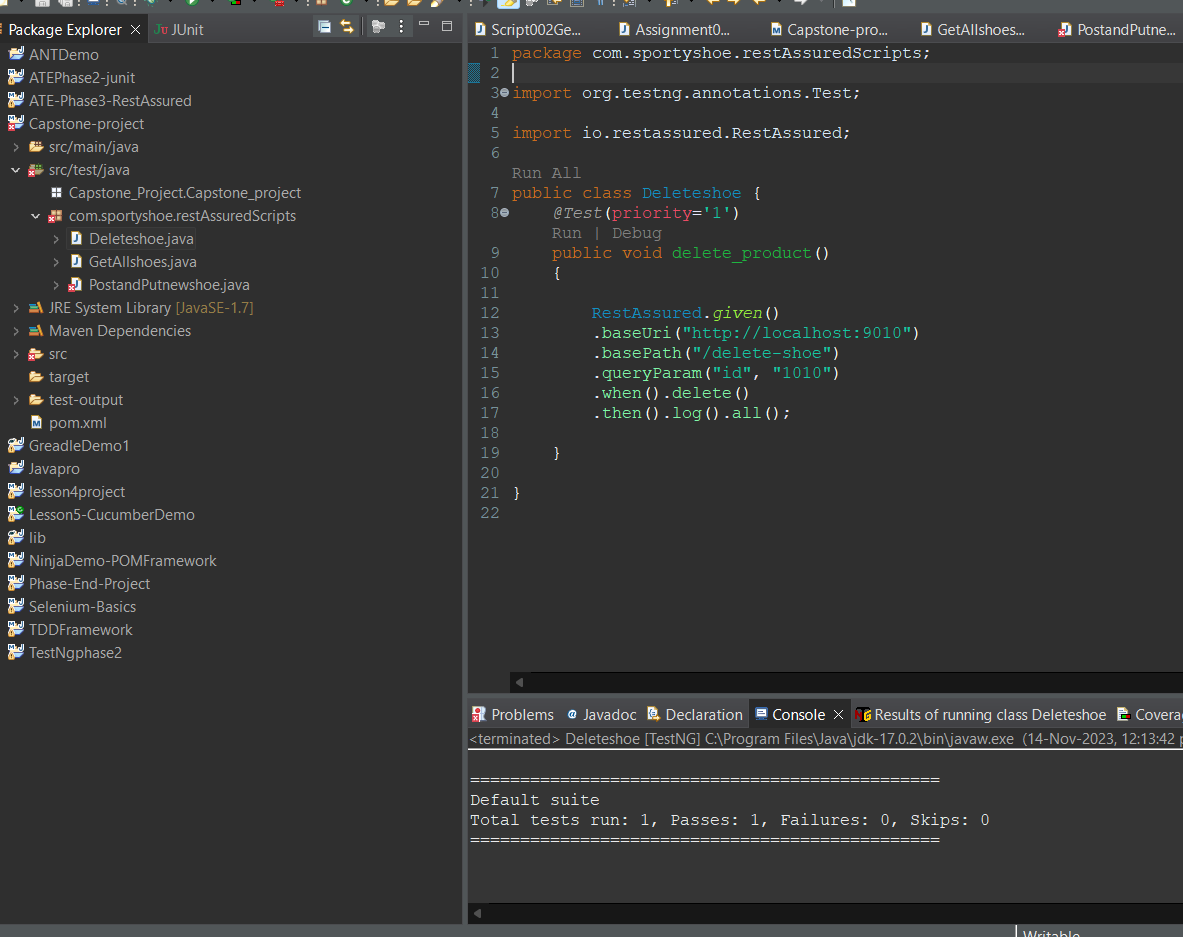 Package Explorer
JUnit
ANTDemo
ATEPhase2-junit
ATE-Phase3-RestAssured
Capstone-project
src/main/java
src/test/java
Capstone_Project.Capstone_project
com.sportyshoe.restAssuredScripts
Deleteshoe.java
GetAllshoes.java
PostandPutnewshoe.java
JRE System Library [JavaSE-1.7]
Maven Dependencies
src
target
test-output
pom.xml
GreadleDemo1
Javapro
lesson4project
Lesson5-CucumberDemo
lib
NinjaDemo-POMFramework
Phase-End-Project
Selenium-Basics
TDDFramework
TestNgphase2
Script002Ge... Assignment0... Capstone-pro... GetAllshoes... PostandPutne...
1 package com.sportyshoe.restAssuredScripts;
2
3 import org.testng.annotations.Test;
4
5 import io.restassured.RestAssured;
6
Run All
7 public class Deleteshoe {
8 @Test(priority='1')
Run | Debug
9 public void delete_product()
10 {
11
12 RestAssured.given()
13 .baseUri("http://localhost:9010")
14 .basePath("/delete-shoe")
15 .queryParam("id", "1010")
16 .when().delete()
17 .then().log().all();
18
19 }
20
21 }
22
Problems Javadoc Declaration Console Results of running class Deleteshoe Covera
<terminated> Deleteshoe [TestNG] C:\Program Files\Java\jdk-17.0.2\bin\javaw.exe (14-Nov-2023, 12:13:42 p
===============================================
Default suite
Total tests run: 1, Passes: 1, Failures: 0, Skips: 0
===============================================
Writable